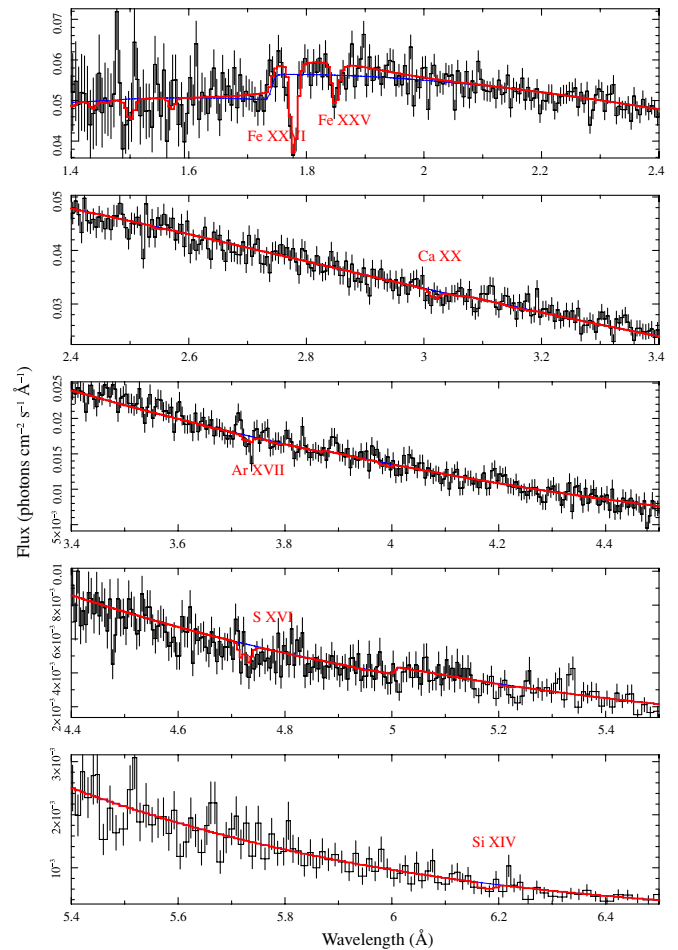 0.04 0.05 0.06 0.07
Fe XXVI
Fe XXV
1.4 1.6 1.8 2 2.2 2.4
0.03 0.04 0.05
Ca XX
2.4 2.6 2.8 3 3.2 3.4
5×10⁻³ 0.01 0.015 0.02 0.025
Ar XVII
3.4 3.6 3.8 4 4.2 4.4
2×10⁻³ 4×10⁻³ 6×10⁻³ 8×10⁻³ 0.01
S XVI
4.4 4.6 4.8 5 5.2 5.4
10⁻³ 2×10⁻³ 3×10⁻³
Si XIV
5.4 5.6 5.8 6 6.2 6.4
Flux (photons cm⁻² s⁻¹ Å⁻¹)
Wavelength (Å)